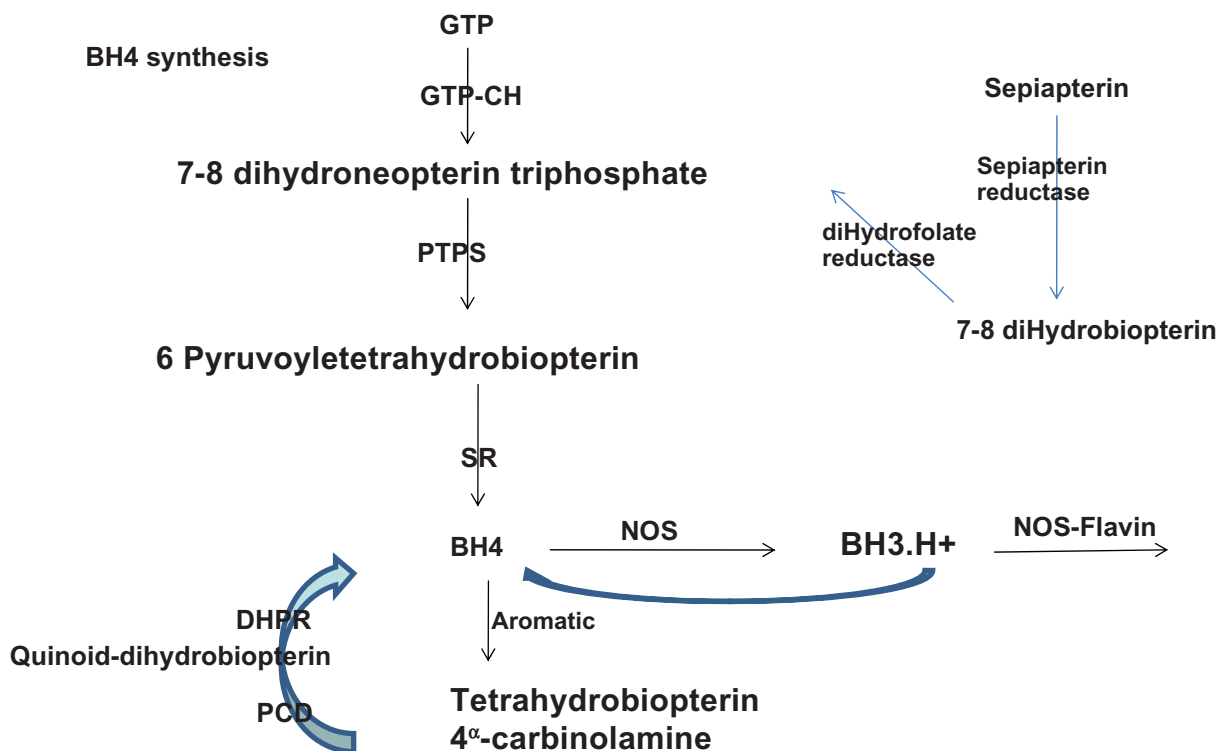 GTP
BH4 synthesis
GTP-CH
Sepiapterin
7-8 dihydroneopterin triphosphate
Sepiapterin
reductase
diHydrofolate
reductase
PTPS
7-8 diHydrobiopterin
6 Pyruvoyletetrahydrobiopterin
SR
BH4
NOS
BH3.H+
NOS-Flavin
DHPR
Aromatic
Quinoid-dihydrobiopterin
PCD
Tetrahydrobiopterin
4α-carbinolamine